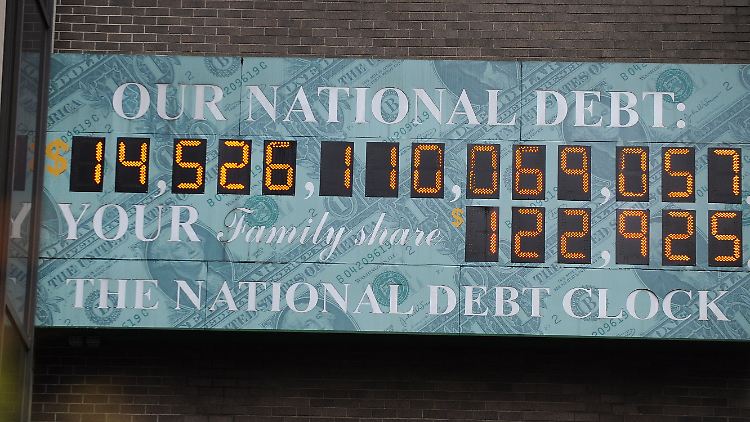 OUR NATIONAL DEBT:
$14,526,110,069,057
YOUR Family share $122,925
THE NATIONAL DEBT CLOCK